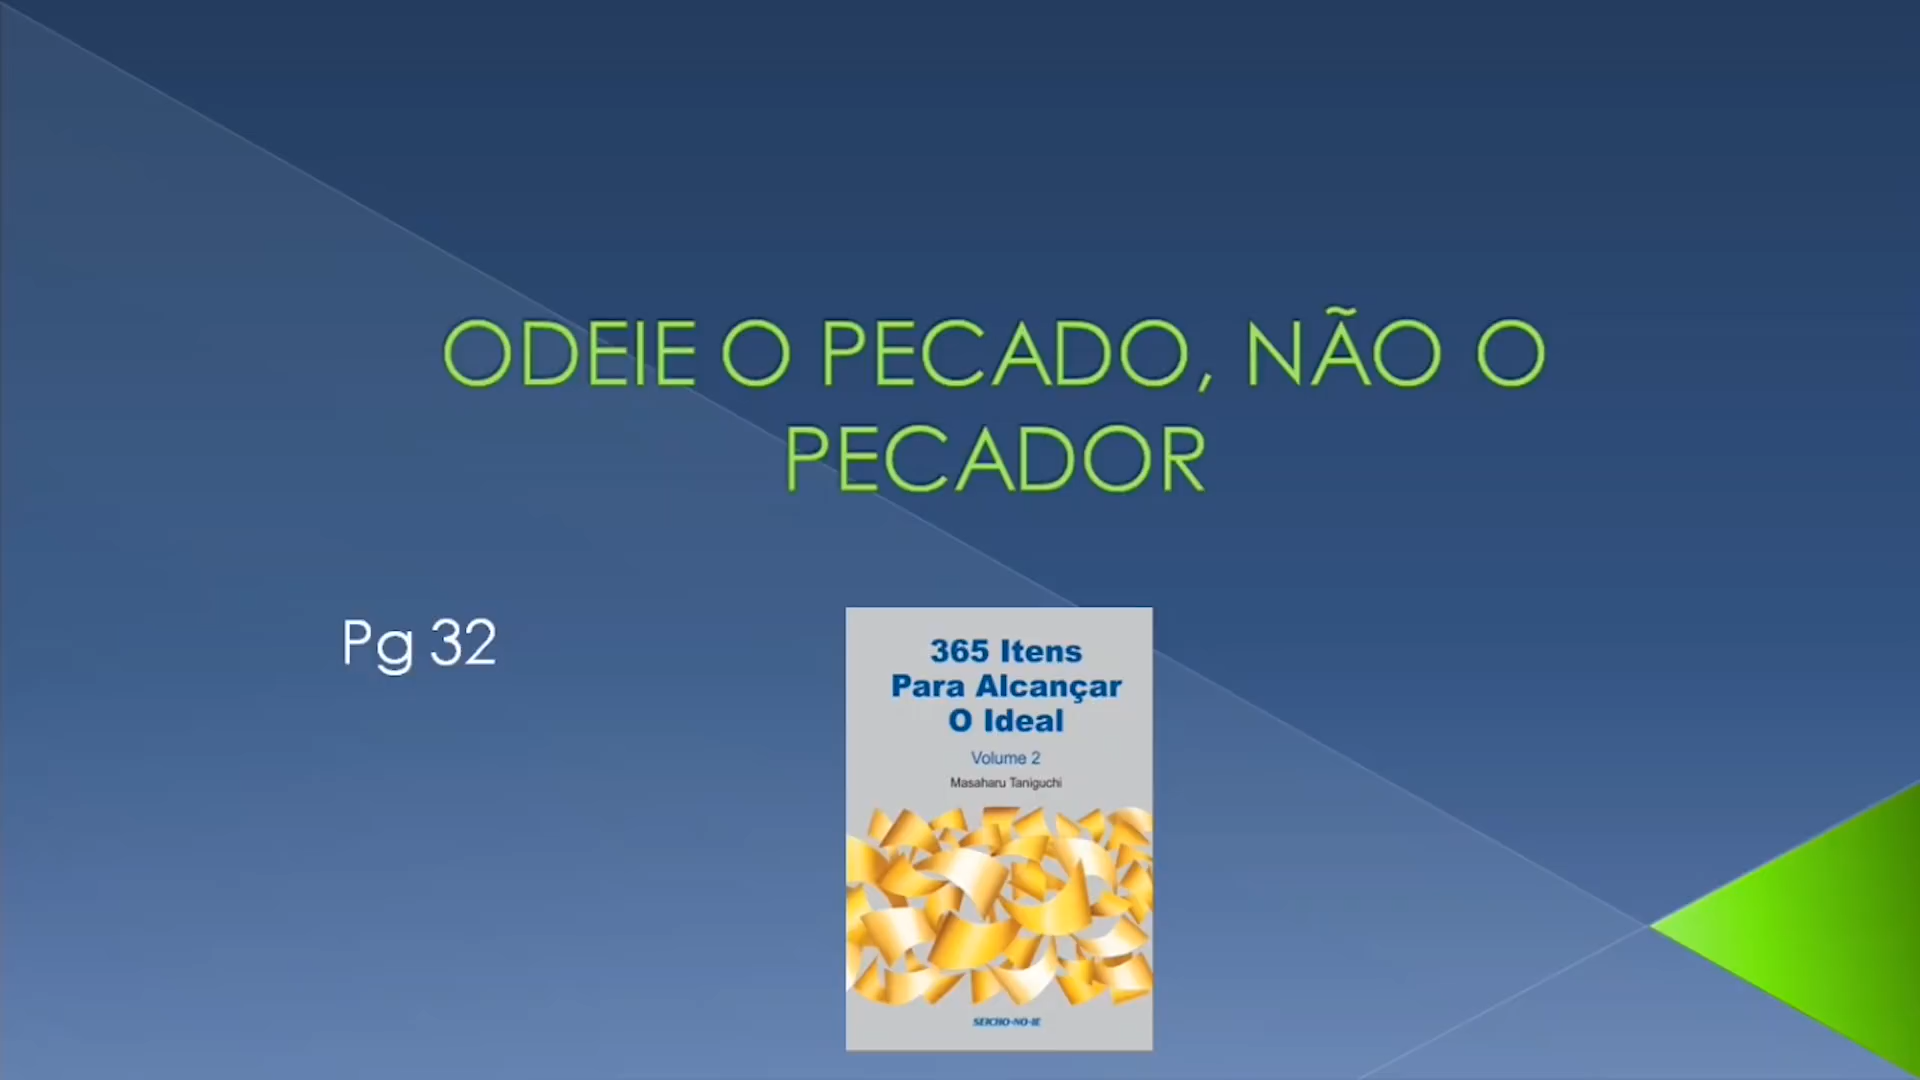 ODEIE O PECADO, NÃO O
PECADOR
Pg 32
365 Itens
Para Alcançar
O Ideal
Volume 2
Masaharu Taniguchi
SEICHO-NO-IE